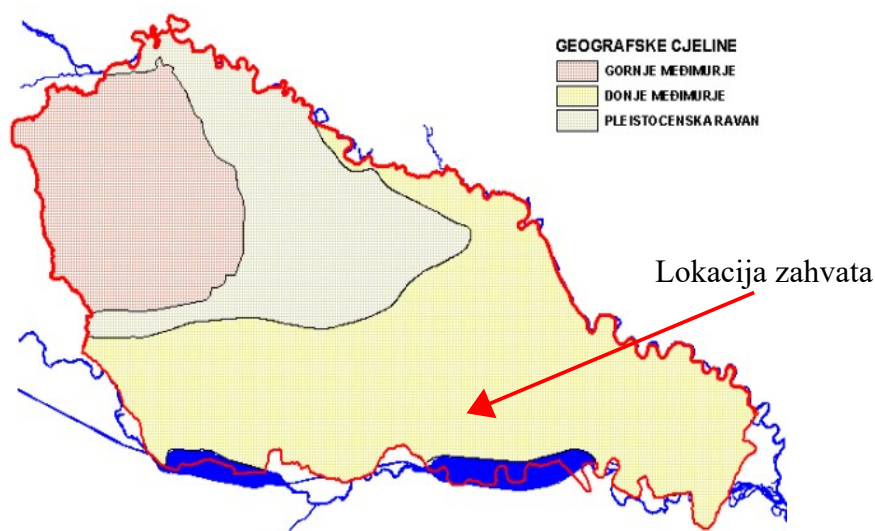 GEOGRAFSKE CJELINE
GORNJE MEĐIMURJE
DONJE MEĐIMURJE
PLEISTOCENSKA RAVAN
Lokacija zahvata